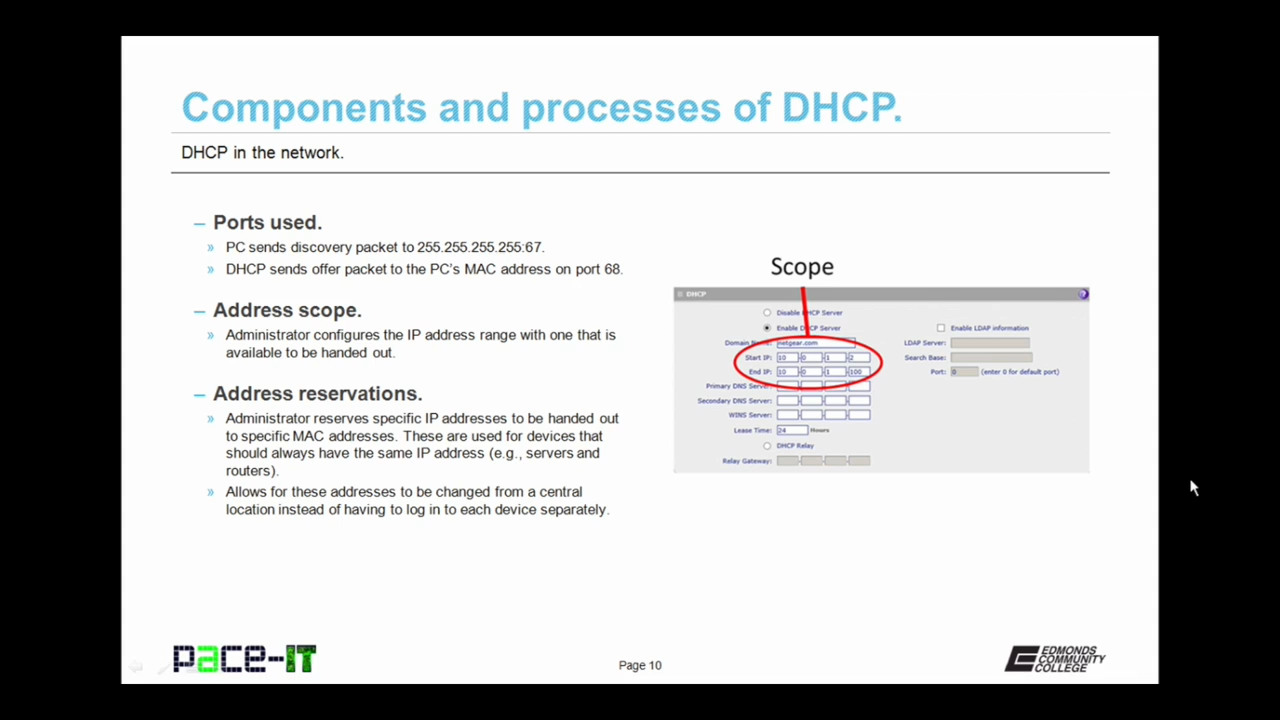 Components and processes of DHCP.
DHCP in the network.
– Ports used.
» PC sends discovery packet to 255.255.255.255:67.
» DHCP sends offer packet to the PC's MAC address on port 68.
– Address scope.
» Administrator configures the IP address range with one that is
available to be handed out.
– Address reservations.
» Administrator reserves specific IP addresses to be handed out
to specific MAC addresses. These are used for devices that
should always have the same IP address (e.g., servers and
routers).
» Allows for these addresses to be changed from a central
location instead of having to log in to each device separately.
Scope
DHCP
?
Disable DHCP Server
Enable DHCP Server
Enable LDAP information
Domain Name: netgear.com
LDAP Server:
Start IP: 10 0 1 2
Search Base:
End IP: 10 0 1 100
Port: 0 (enter 0 for default port)
Primary DNS Server:
Secondary DNS Server:
WINS Server:
Lease Time: 24 Hours
DHCP Relay
Relay Gateway:
pace-IT
Page 10
EDMONDS
COMMUNITY
COLLEGE